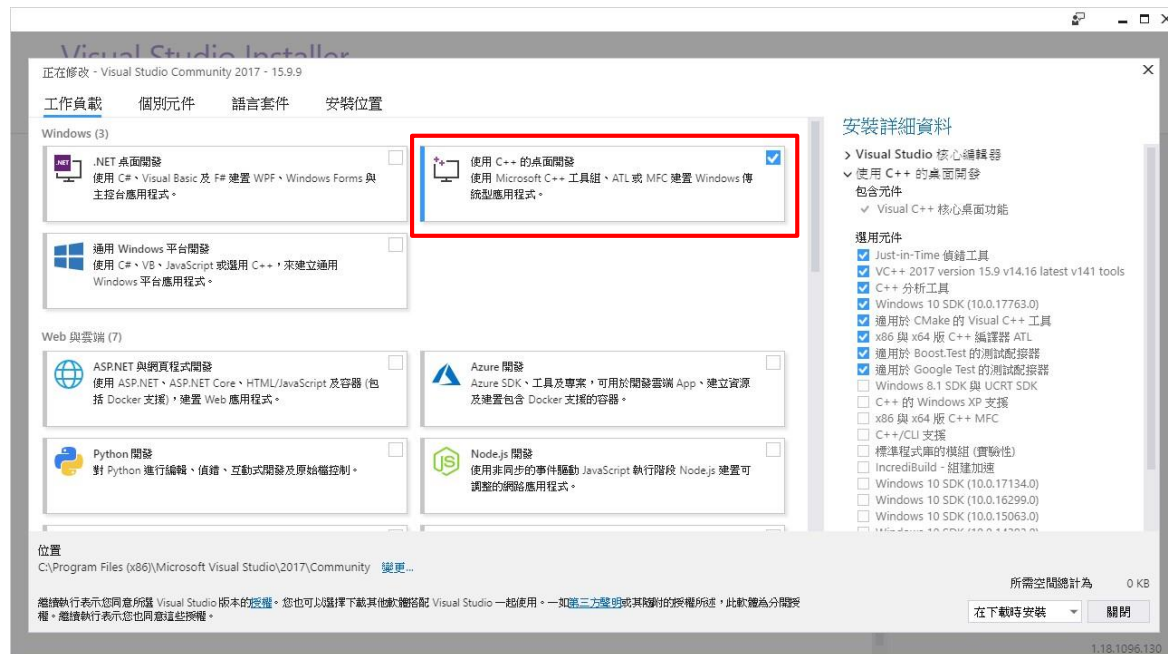 Visual Studio Installer
正在修改 - Visual Studio Community 2017 - 15.9.9
工作負載 個別元件 語言套件 安裝位置
Windows (3)
.NET 桌面開發
使用 C#、Visual Basic 及 F# 建置 WPF、Windows Forms 與
主控台應用程式。
使用 C++ 的桌面開發
使用 Microsoft C++ 工具組、ATL 或 MFC 建置 Windows 傳
統型應用程式。
通用 Windows 平台開發
使用 C#、VB、JavaScript 或選用 C++，來建立通用
Windows 平台應用程式。
Web 與雲端 (7)
ASP.NET 與網頁程式開發
使用 ASP.NET、ASP.NET Core、HTML/JavaScript 及容器 (包
括 Docker 支援)，建置 Web 應用程式。
Azure 開發
Azure SDK、工具及專案，可用於開發雲端 App、建立資源
及建置包含 Docker 支援的容器。
Python 開發
對 Python 進行編輯、偵錯、互動式開發及原始檔控制。
Node.js 開發
使用非同步的事件驅動 JavaScript 執行階段 Node.js 建置可
調整的網路應用程式。
安裝詳細資料
Visual Studio 核心編輯器
使用 C++ 的桌面開發
包含元件
Visual C++ 核心桌面功能
選用元件
Just-in-Time 偵錯工具
VC++ 2017 version 15.9 v14.16 latest v141 tools
C++ 分析工具
Windows 10 SDK (10.0.17763.0)
適用於 CMake 的 Visual C++ 工具
x86 與 x64 版 C++ 編譯器 ATL
適用於 Boost.Test 的測試配接器
適用於 Google Test 的測試配接器
Windows 8.1 SDK 與 UCRT SDK
C++ 的 Windows XP 支援
x86 與 x64 版 C++ MFC
C++/CLI 支援
標準程式庫的模組 (實驗性)
IncrediBuild - 組建加速
Windows 10 SDK (10.0.17134.0)
Windows 10 SDK (10.0.16299.0)
Windows 10 SDK (10.0.15063.0)
Windows 10 SDK (10.0.14393.0)
位置
C:\Program Files (x86)\Microsoft Visual Studio\2017\Community 變更...
繼續執行表示您同意所選 Visual Studio 版本的授權。您也可以選擇下載其他軟體搭配 Visual Studio 一起使用。一如第三方聲明或其隨附的授權所述，此軟體為分開授
權。繼續執行表示您也同意這些授權。
所需空間總計為 0 KB
在下載時安裝 關閉
1.18.1096.130